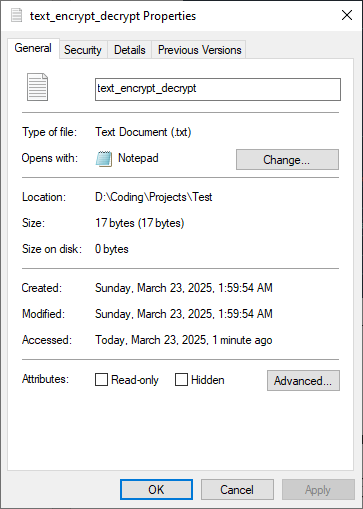 text_encrypt_decrypt Properties
General Security Details Previous Versions
text_encrypt_decrypt
Type of file: Text Document (.txt)
Opens with: Notepad Change...
Location: D:\Coding\Projects\Test
Size: 17 bytes (17 bytes)
Size on disk: 0 bytes
Created: Sunday, March 23, 2025, 1:59:54 AM
Modified: Sunday, March 23, 2025, 1:59:54 AM
Accessed: Today, March 23, 2025, 1 minute ago
Attributes: Read-only Hidden Advanced...
OK Cancel Apply